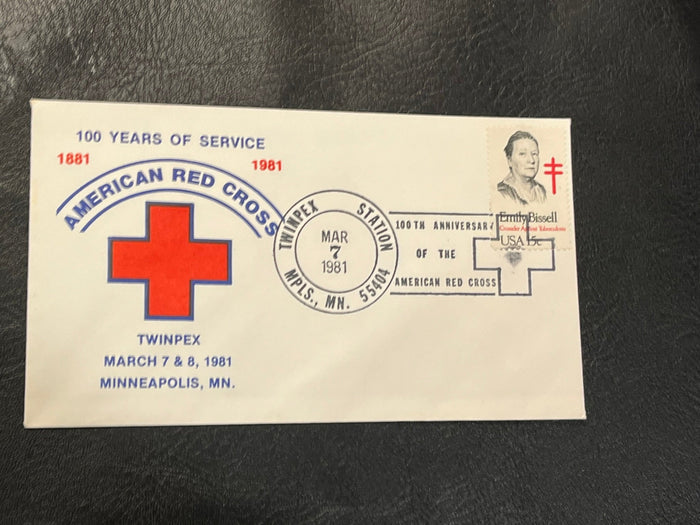 100 YEARS OF SERVICE
1881 1981
AMERICAN RED CROSS
TWINPEX
MARCH 7 & 8, 1981
MINNEAPOLIS, MN.
TWINPEX STATION
MAR
7
1981
MPLS., MN. 55404
100TH ANNIVERSARY
OF THE
AMERICAN RED CROSS
Emily Bissell
Crusader Against Tuberculosis
USA 15c